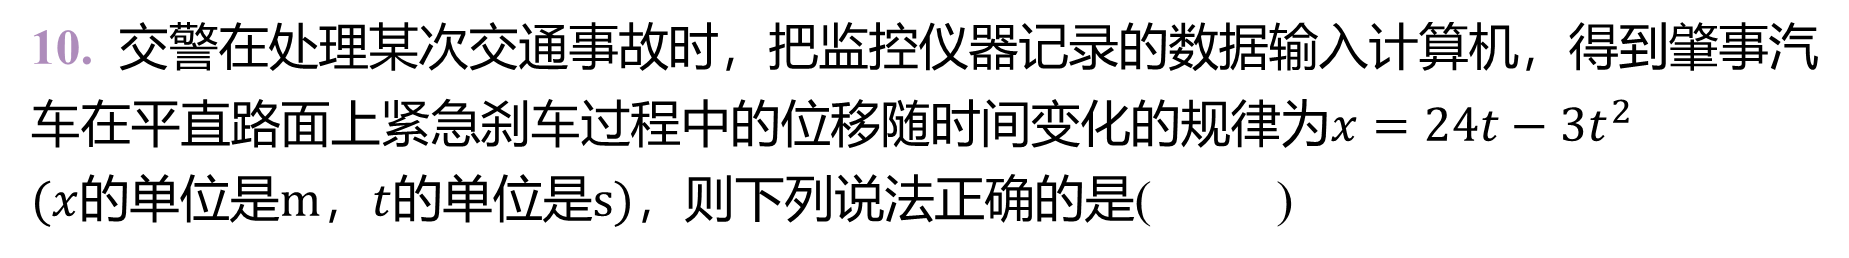 10. 交警在处理某次交通事故时，把监控仪器记录的数据输入计算机，得到肇事汽
车在平直路面上紧急刹车过程中的位移随时间变化的规律为x = 24t − 3t²
(x的单位是m，t的单位是s)，则下列说法正确的是(    )